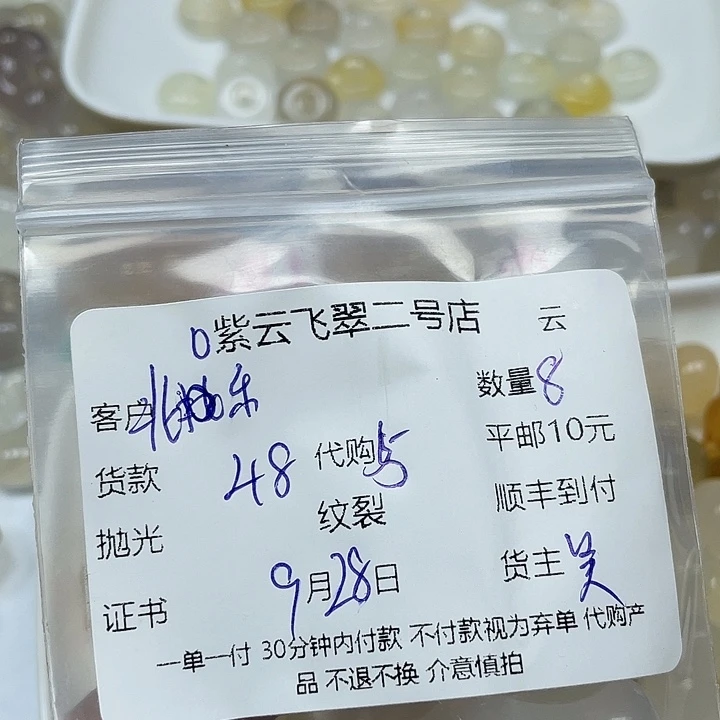 0紫云飞翠二号店 云
客户 数量8
货款 48 代购5 平邮10元
抛光 纹裂 顺丰到付
证书 9月28日 货主吴
一单一付 30分钟内付款 不付款视为弃单 代购产
品 不退不换 介意慎拍